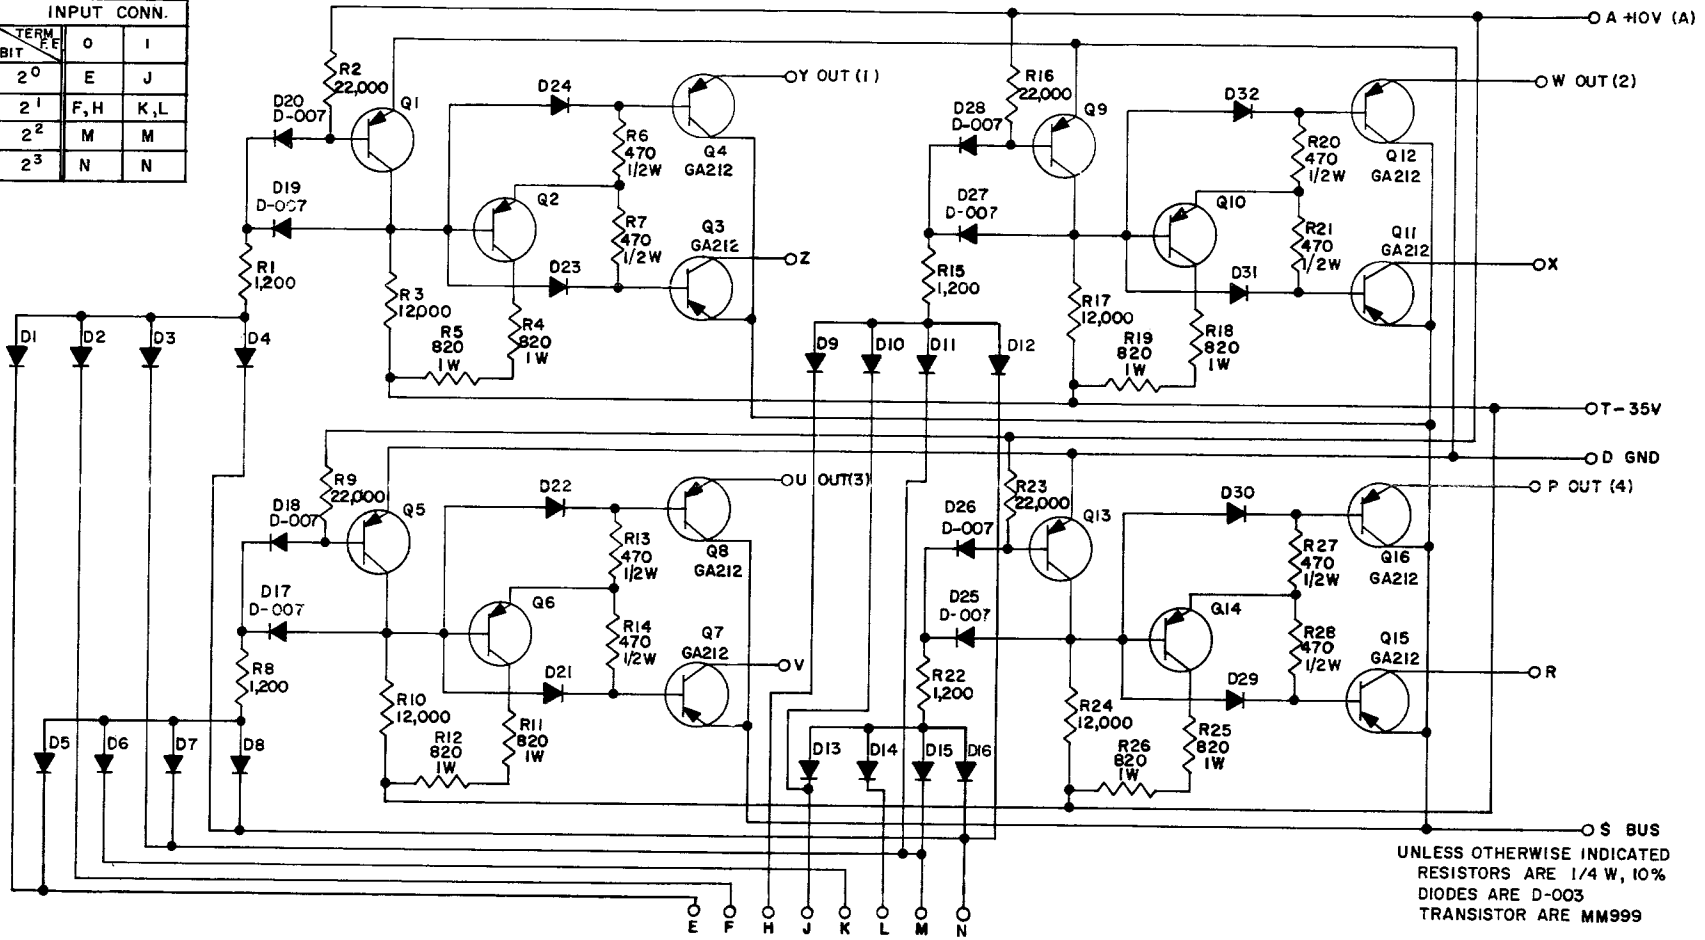 INPUT CONN.
TERM F.F.
BIT
0
1
2⁰ E J
2¹ F,H K,L
2² M M
2³ N N
R2
22,000
D20
D-007
Q1
D19
D-007
R1
1,200
R3
12,000
R5
820
1W
R4
820
1W
Q2
D24
R6
470
1/2W
R7
470
1/2W
D23
Q4
GA212
Q3
GA212
Y OUT (1)
Z
D1
D2
D3
D4
R16
22,000
D28
D-007
Q9
D27
D-007
R15
1,200
R17
12,000
R19
820
1W
R18
820
1W
Q10
D32
R20
470
1/2W
R21
470
1/2W
D31
Q12
GA212
Q11
GA212
A +10V (A)
W OUT (2)
X
D9
D10
D11
D12
T-35V
D GND
R9
22,000
D18
D-007
Q5
D17
D-007
R8
1,200
R10
12,000
R12
820
1W
R11
820
1W
Q6
D22
R13
470
1/2W
R14
470
1/2W
D21
Q8
GA212
Q7
GA212
U OUT(3)
V
D5
D6
D7
D8
R23
22,000
D26
D-007
Q13
D25
D-007
R22
1,200
R24
12,000
R26
820
1W
R25
820
1W
Q14
D30
R27
470
1/2W
R28
470
1/2W
D29
Q16
GA212
Q15
GA212
P OUT (4)
R
D13
D14
D15
D16
S BUS
E F H J K L M N
UNLESS OTHERWISE INDICATED
RESISTORS ARE 1/4 W, 10%
DIODES ARE D-003
TRANSISTOR ARE MM999